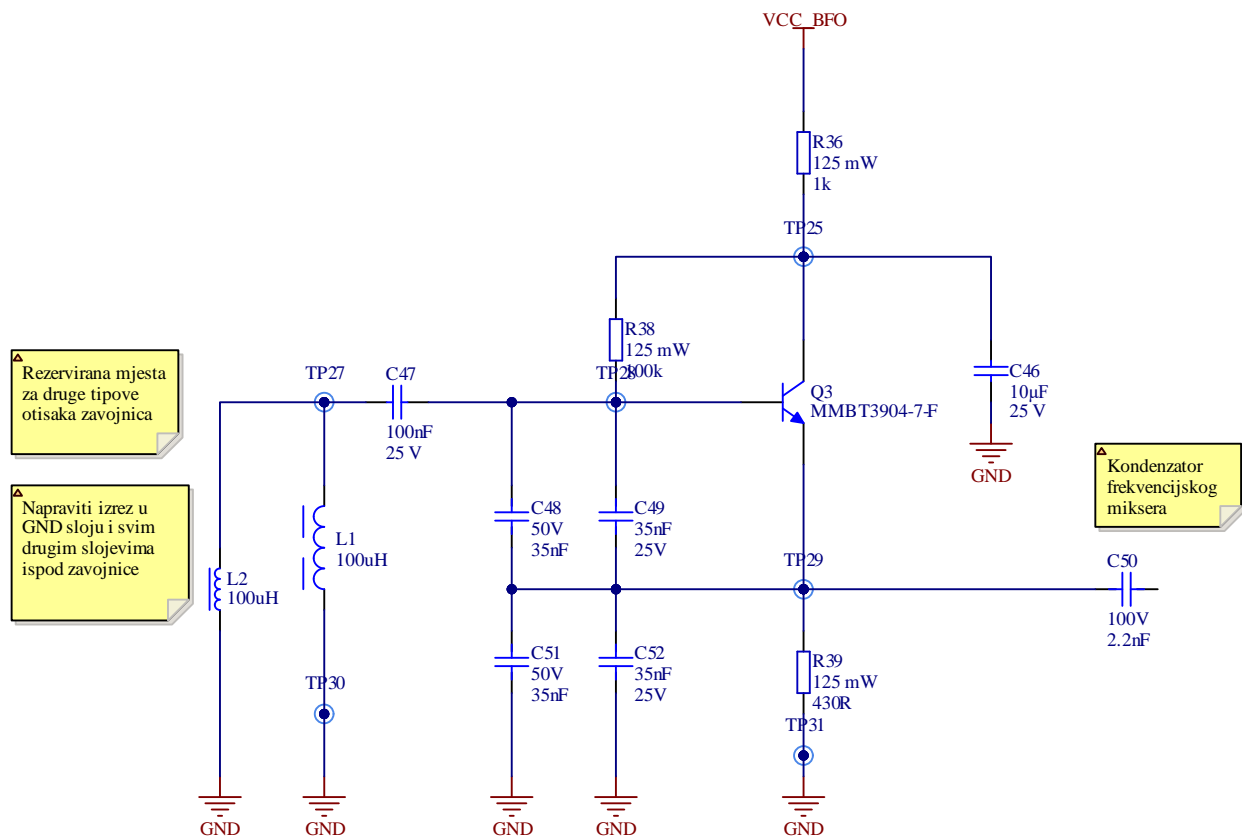 VCC_BFO
R36
125 mW
1k
TP25
R38
125 mW
100k
TP28
TP27
C47
100nF
25 V
Q3
MMBT3904-7-F
C46
10µF
25 V
GND
Rezervirana mjesta
za druge tipove
otisaka zavojnica
Napraviti izrez u
GND sloju i svim
drugim slojevima
ispod zavojnice
Kondenzator
frekvencijskog
miksera
L2
100uH
L1
100uH
C48
50V
35nF
C49
35nF
25V
TP29
C50
100V
2.2nF
C51
50V
35nF
C52
35nF
25V
R39
125 mW
430R
TP30
TP31
GND
GND
GND
GND
GND